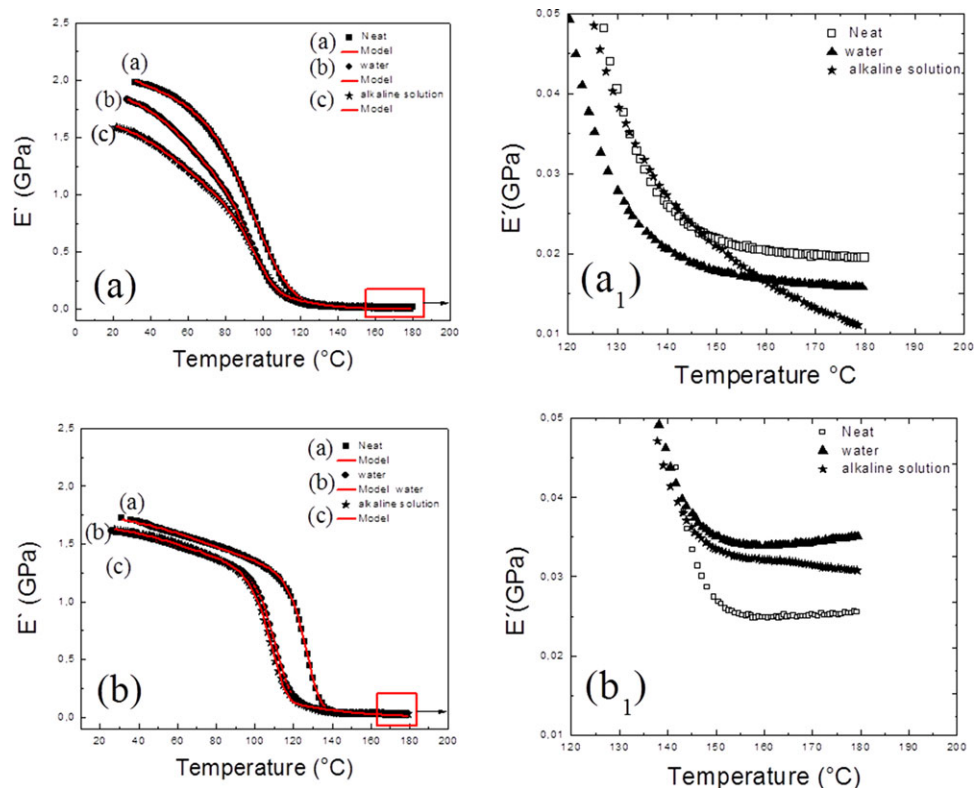 (a) Neat
Model
(b) water
Model
(c) alkaline solution
Model
(a)
(b)
(c)
2,5
2,0
1,5
1,0
0,5
0,0
E` (GPa)
(a)
0 20 40 60 80 100 120 140 160 180 200
Temperature (°C)
Neat
water
alkaline solution
0,05
0,04
0,03
0,02
0,01
E´(GPa)
(a1)
120 130 140 150 160 170 180 190 200
Temperature °C
(a) Neat
Model
(b) water
Model water
(c) alkaline solution
Model
(a)
(b)
(c)
2,5
2,0
1,5
1,0
0,5
0,0
E` (GPa)
(b)
20 40 60 80 100 120 140 160 180 200
Temperature (°C)
Neat
water
alkaline solution
0,05
0,04
0,03
0,02
0,01
E´(GPa)
(b1)
120 130 140 150 160 170 180 190 200
Temperature (°C)